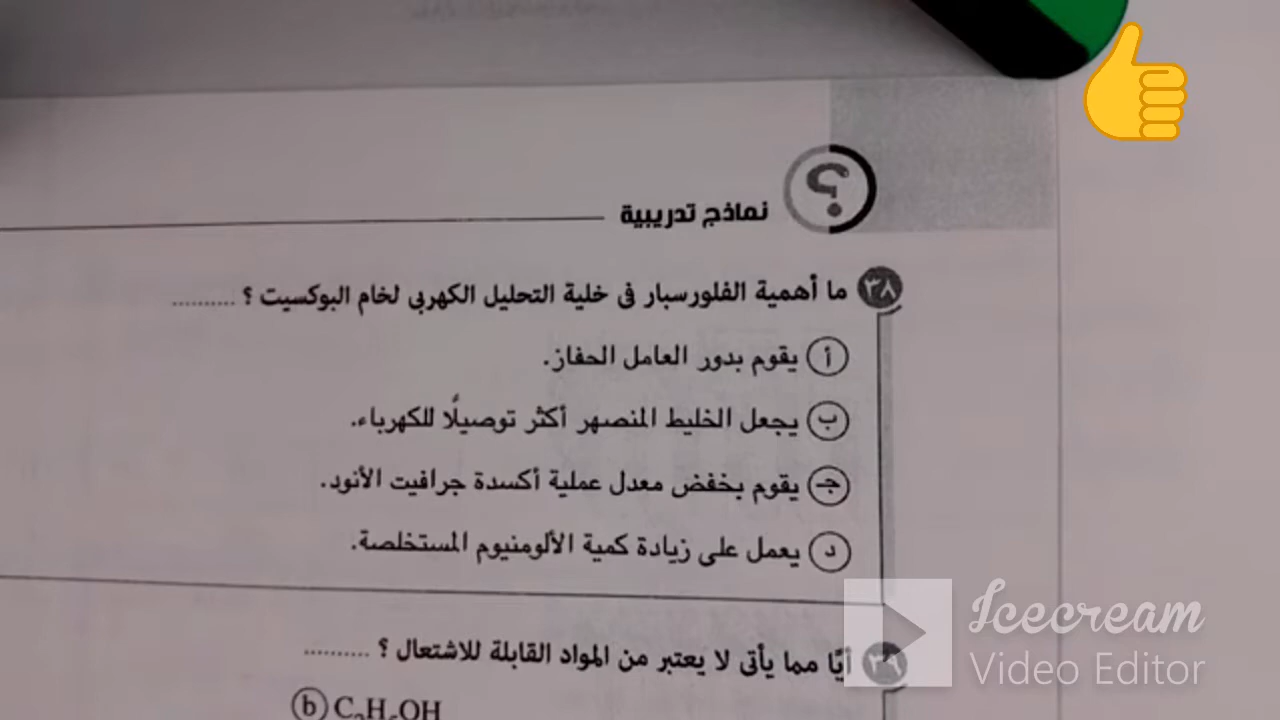 نماذج تدريبية
٣٨ ما أهمية الفلورسبار فى خلية التحليل الكهربى لخام البوكسيت ؟ ..........
أ يقوم بدور العامل الحفاز.
ب يجعل الخليط المنصهر أكثر توصيلًا للكهرباء.
جـ يقوم بخفض معدل عملية أكسدة جرافيت الأنود.
د يعمل على زيادة كمية الألومنيوم المستخلصة.
٣٩ أيًا مما يأتى لا يعتبر من المواد القابلة للاشتعال ؟ ..........
b C₂H₅OH
Icecream
Video Editor